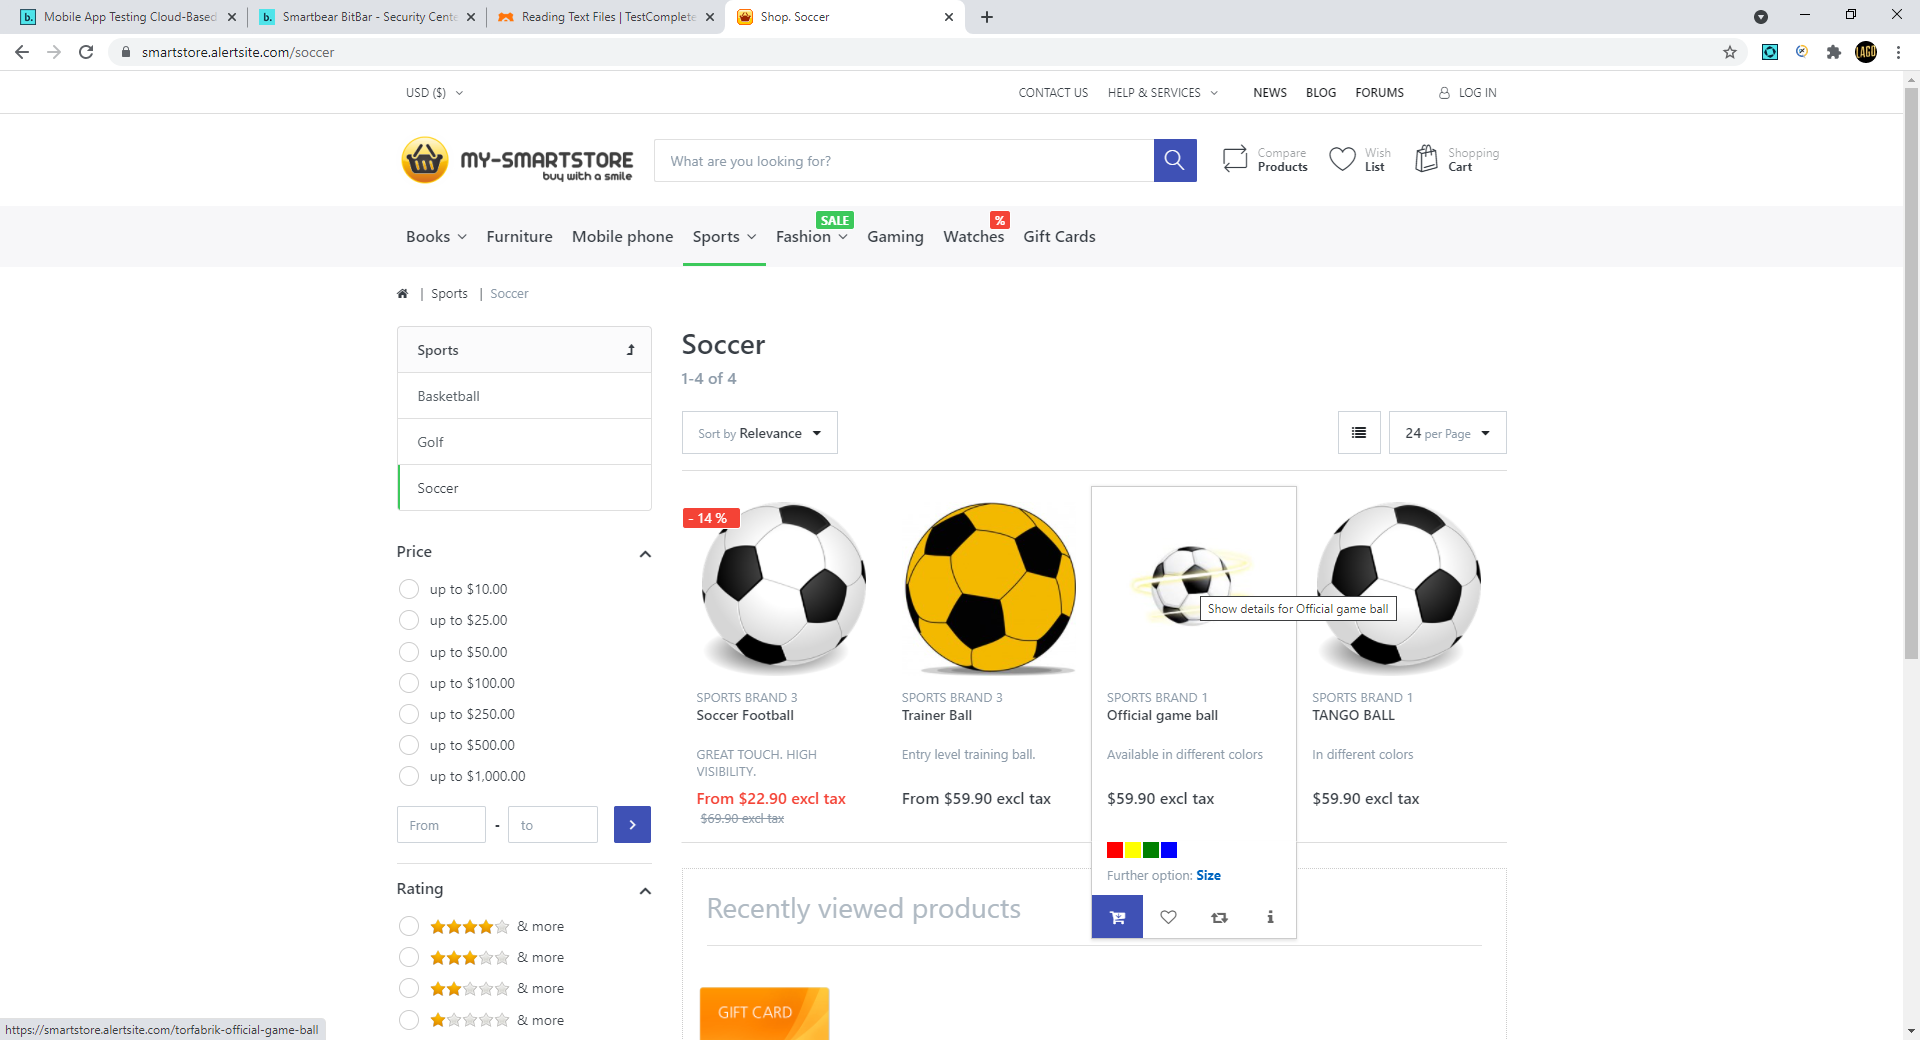 Mobile App Testing Cloud-Based
Smartbear BitBar - Security Cente
Reading Text Files | TestComplete
Shop. Soccer
smartstore.alertsite.com/soccer
LAGO
USD ($)
CONTACT US
HELP & SERVICES
NEWS
BLOG
FORUMS
LOG IN
MY-SMARTSTORE
buy with a smile
What are you looking for?
Compare
Products
Wish
List
Shopping
Cart
SALE
%
Books
Furniture
Mobile phone
Sports
Fashion
Gaming
Watches
Gift Cards
| Sports | Soccer
Sports
Basketball
Golf
Soccer
Price
up to $10.00
up to $25.00
up to $50.00
up to $100.00
up to $250.00
up to $500.00
up to $1,000.00
From - to
Rating
& more
& more
& more
& more
Soccer
1-4 of 4
Sort by Relevance
24 per Page
- 14 %
SPORTS BRAND 3
Soccer Football
GREAT TOUCH. HIGH
VISIBILITY.
From $22.90 excl tax
$69.90 excl tax
SPORTS BRAND 3
Trainer Ball
Entry level training ball.
From $59.90 excl tax
Show details for Official game ball
SPORTS BRAND 1
Official game ball
Available in different colors
$59.90 excl tax
Further option: Size
SPORTS BRAND 1
TANGO BALL
In different colors
$59.90 excl tax
Recently viewed products
GIFT CARD
https://smartstore.alertsite.com/torfabrik-official-game-ball